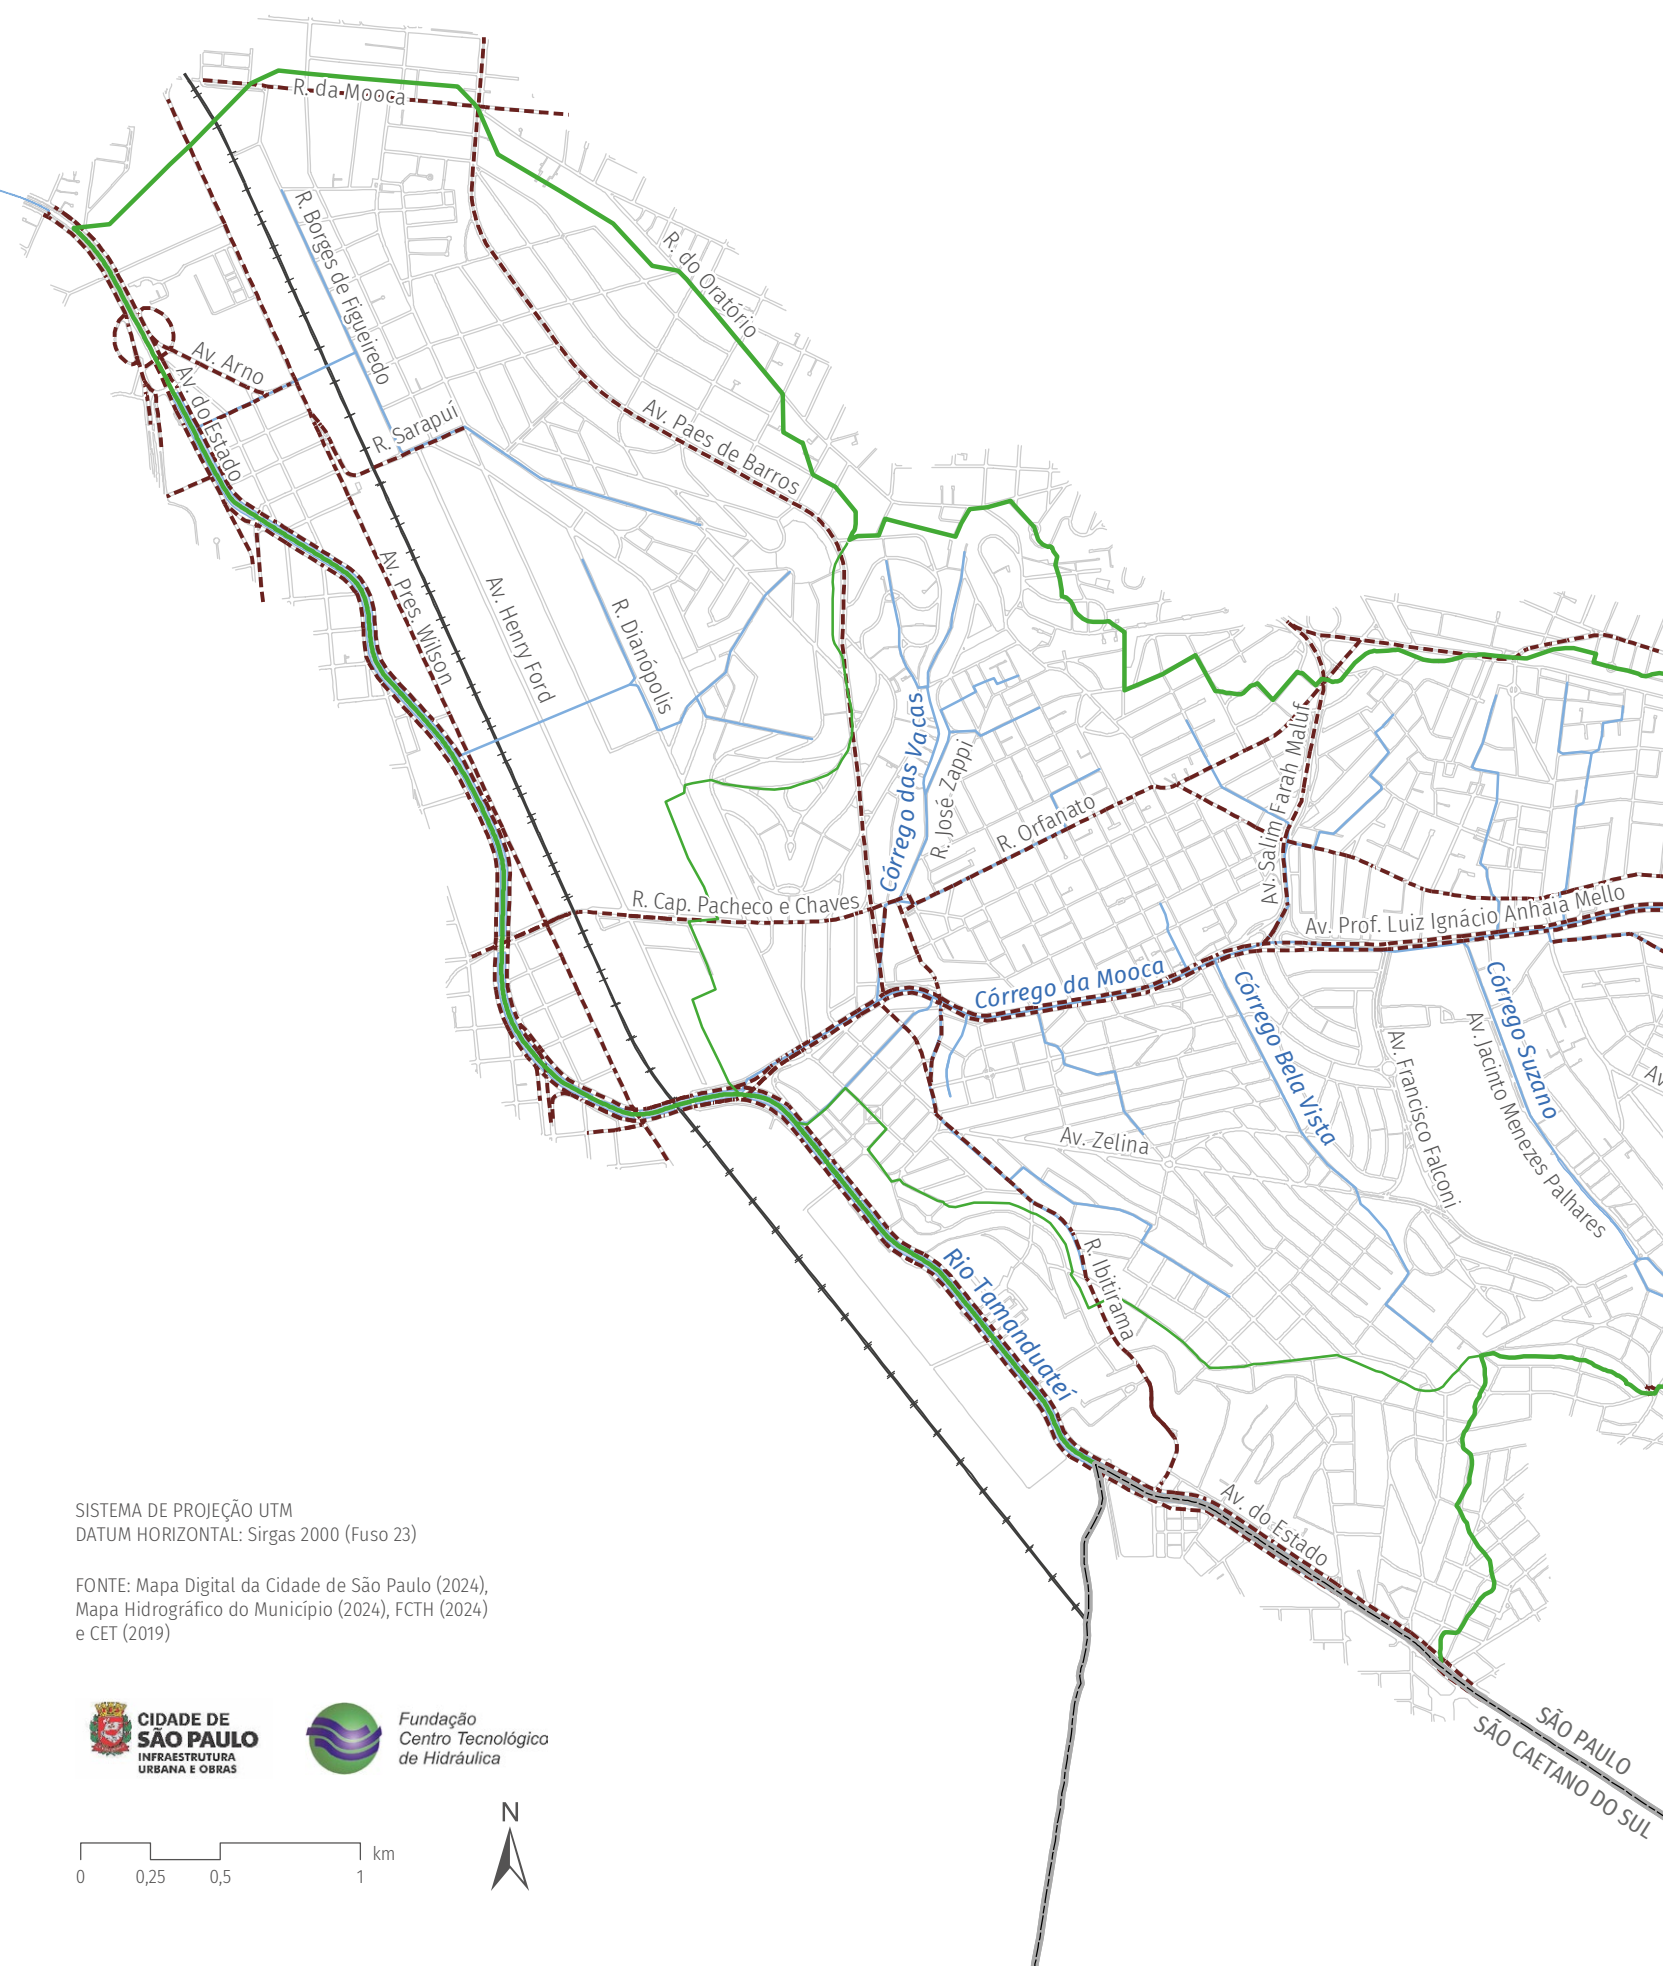 R. da Mooca
R. do Oratório
R. Borges de Figueiredo
Av. Arno
Av. do Estado
R. Sarapuí
Av. Paes de Barros
Av. Pres. Wilson
Av. Henry Ford
R. Dianópolis
Córrego das Vacas
R. José Zappi
R. Orfanato
Av. Salim Farah Maluf
R. Cap. Pacheco e Chaves
Av. Prof. Luiz Ignácio Anhaia Mello
Córrego da Mooca
Córrego Bela Vista
Córrego Suzano
Av. Francisco Falconi
Av. Jacinto Menezes Palhares
Av
Av. Zelina
R. Ibitirama
Rio Tamanduateí
Av. do Estado
SÃO PAULO
SÃO CAETANO DO SUL
SISTEMA DE PROJEÇÃO UTM
DATUM HORIZONTAL: Sirgas 2000 (Fuso 23)
FONTE: Mapa Digital da Cidade de São Paulo (2024),
Mapa Hidrográfico do Município (2024), FCTH (2024)
e CET (2019)
CIDADE DE
SÃO PAULO
INFRAESTRUTURA
URBANA E OBRAS
Fundação
Centro Tecnológico
de Hidráulica
N
km
0 0,25 0,5 1